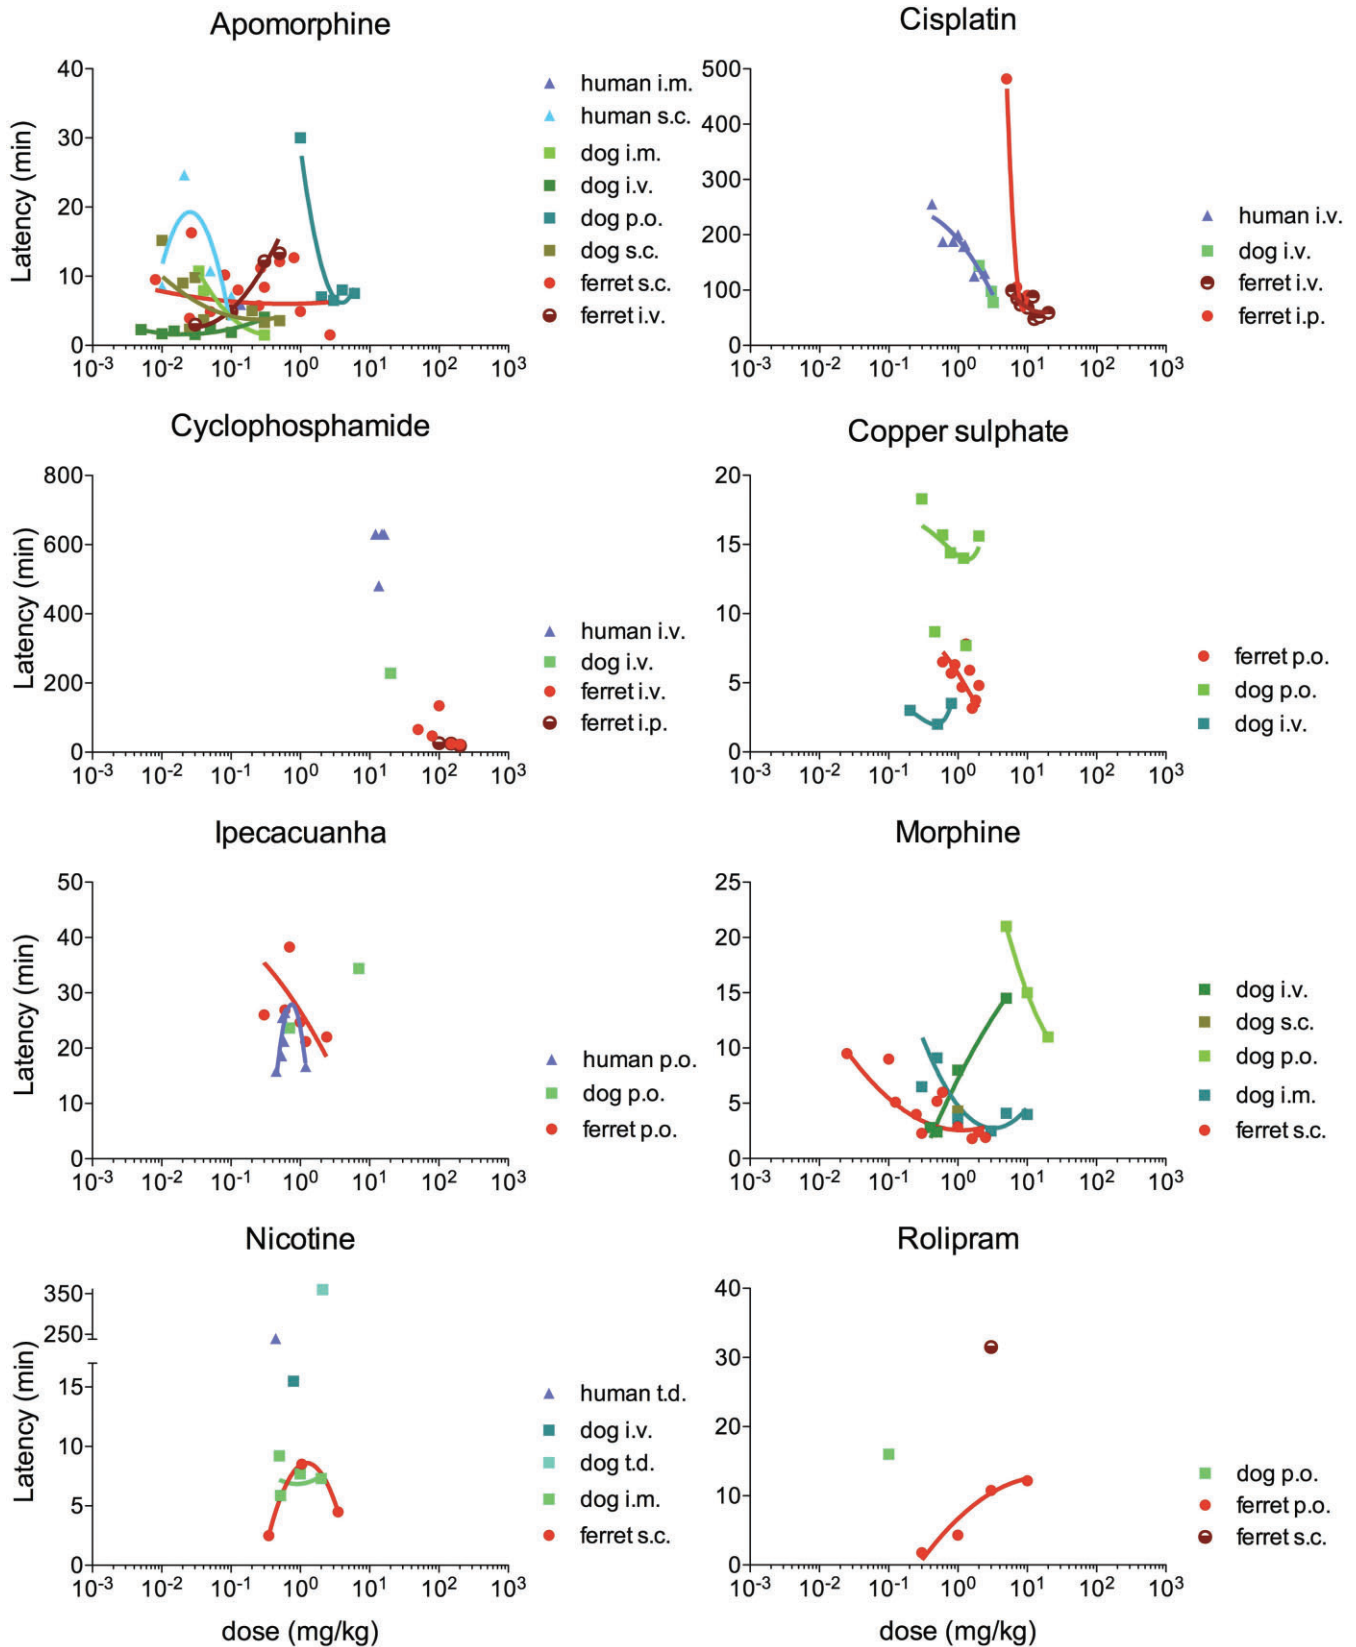 Apomorphine
Latency (min)
40
30
20
10
0
10-3 10-2 10-1 100 101 102 103
human i.m.
human s.c.
dog i.m.
dog i.v.
dog p.o.
dog s.c.
ferret s.c.
ferret i.v.
Cisplatin
500
400
300
200
100
0
10-3 10-2 10-1 100 101 102 103
human i.v.
dog i.v.
ferret i.v.
ferret i.p.
Cyclophosphamide
Latency (min)
800
600
400
200
0
10-3 10-2 10-1 100 101 102 103
human i.v.
dog i.v.
ferret i.v.
ferret i.p.
Copper sulphate
20
15
10
5
0
10-3 10-2 10-1 100 101 102 103
ferret p.o.
dog p.o.
dog i.v.
Ipecacuanha
Latency (min)
50
40
30
20
10
0
10-3 10-2 10-1 100 101 102 103
human p.o.
dog p.o.
ferret p.o.
Morphine
25
20
15
10
5
0
10-3 10-2 10-1 100 101 102 103
dog i.v.
dog s.c.
dog p.o.
dog i.m.
ferret s.c.
Nicotine
Latency (min)
350
250
15
10
5
0
10-3 10-2 10-1 100 101 102 103
dose (mg/kg)
human t.d.
dog i.v.
dog t.d.
dog i.m.
ferret s.c.
Rolipram
40
30
20
10
0
10-3 10-2 10-1 100 101 102 103
dose (mg/kg)
dog p.o.
ferret p.o.
ferret s.c.